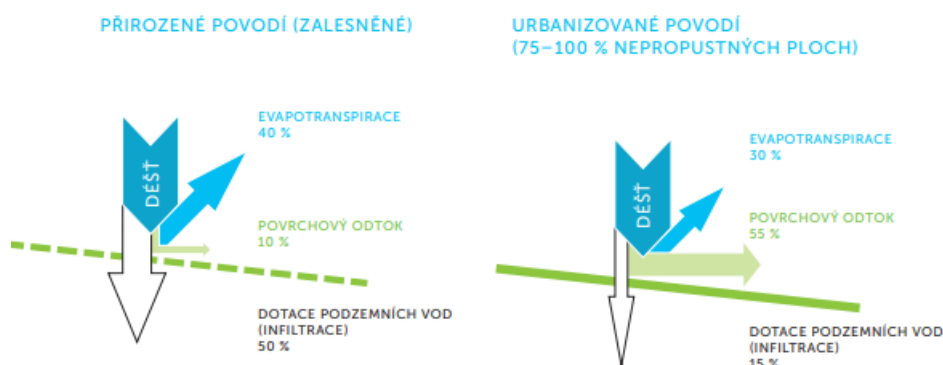 PŘIROZENÉ POVODÍ (ZALESNĚNÉ)
DÉŠŤ
EVAPOTRANSPIRACE
40 %
POVRCHOVÝ ODTOK
10 %
DOTACE PODZEMNÍCH VOD
(INFILTRACE)
50 %
URBANIZOVANÉ POVODÍ
(75–100 % NEPROPUSTNÝCH PLOCH)
DÉŠŤ
EVAPOTRANSPIRACE
30 %
POVRCHOVÝ ODTOK
55 %
DOTACE PODZEMNÍCH VOD
(INFILTRACE)
15 %